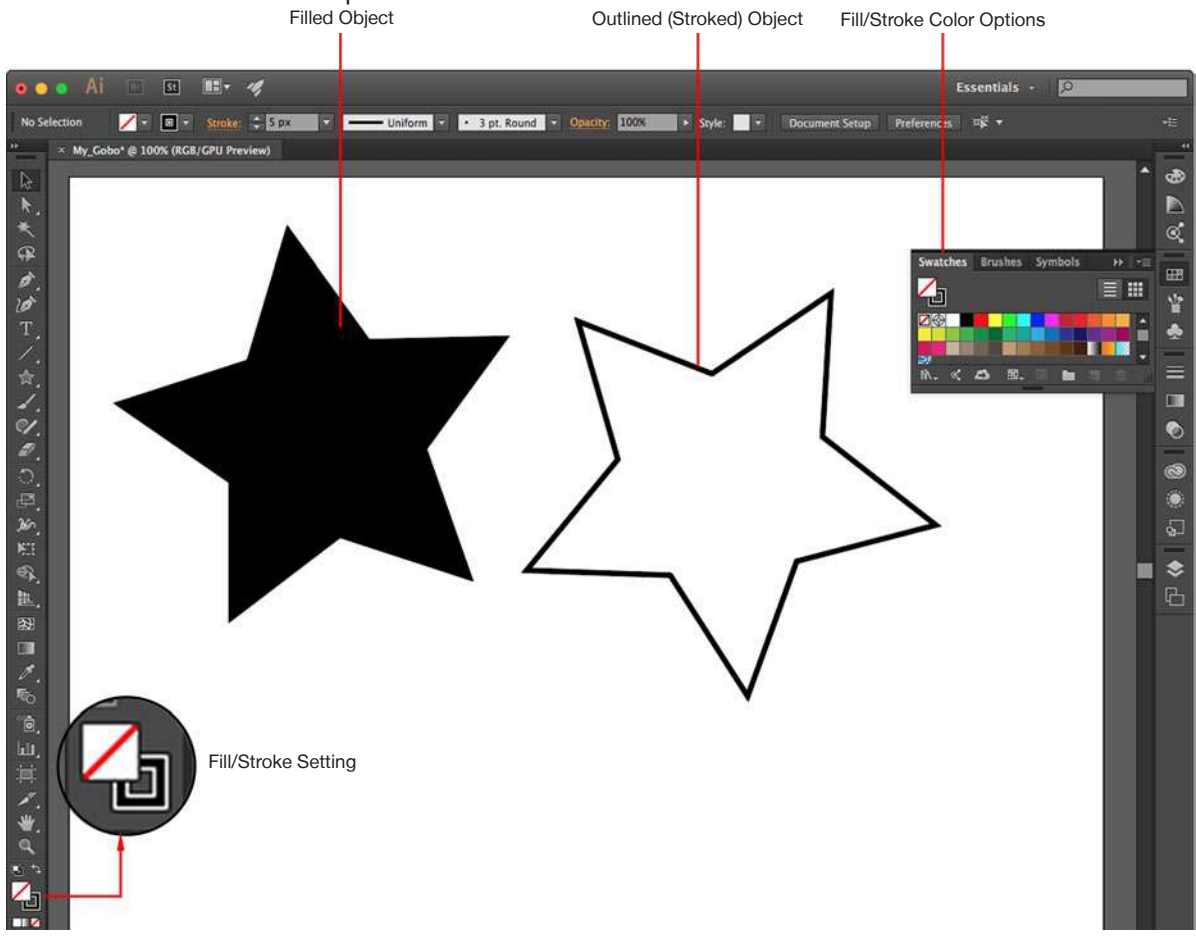 Filled Object
Outlined (Stroked) Object
Fill/Stroke Color Options
Ai Br St Essentials
No Selection Stroke: 5 px Uniform 3 pt. Round Opacity: 100% Style: Document Setup Preferences
× My_Gobo* @ 100% (RGB/GPU Preview)
Swatches Brushes Symbols
Fill/Stroke Setting